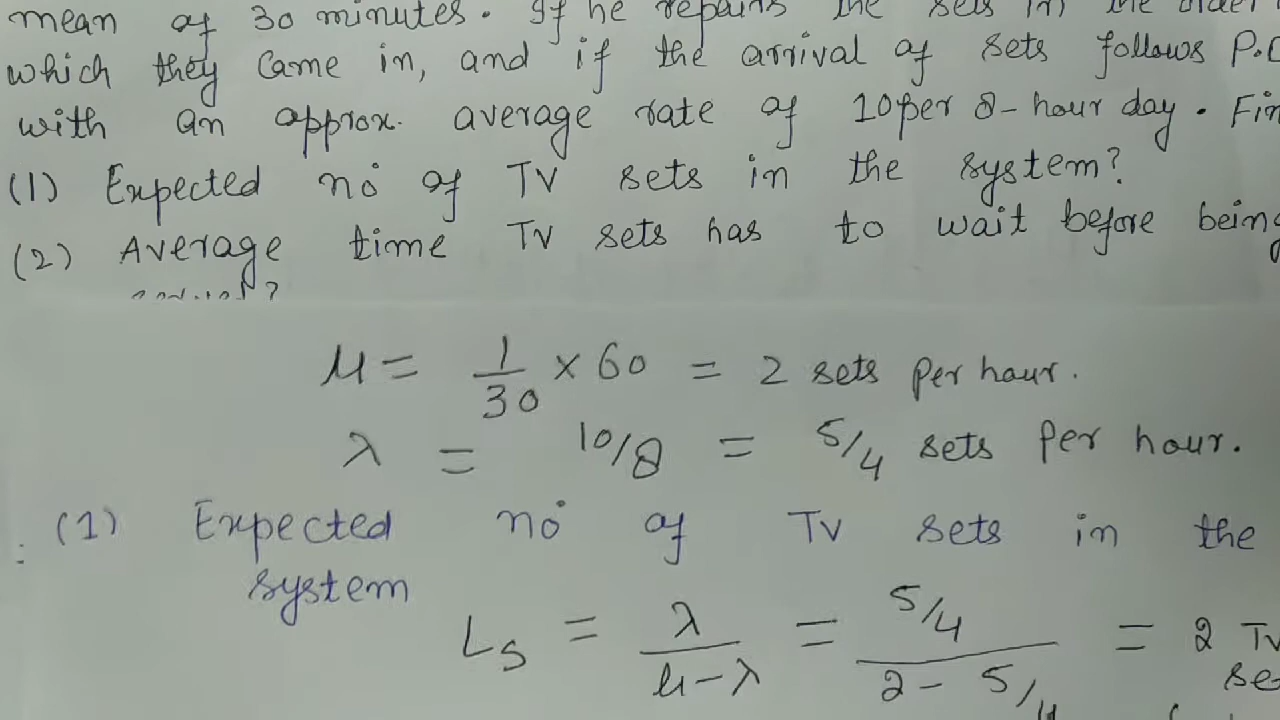 mean of 30 minutes. If he repairs the sets in the order
which they came in, and if the arrival of sets follows P.
with an approx. average rate of 10 per 8-hour day. Fin
(1) Expected no of TV sets in the system?
(2) Average time TV sets has to wait before being
μ = 1/30 × 60 = 2 sets per hour.
λ = 10/8 = 5/4 sets per hour.
(1) Expected no of TV sets in the
system
Ls = λ/μ-λ = 5/4/2-5/4 = 2 TV
se